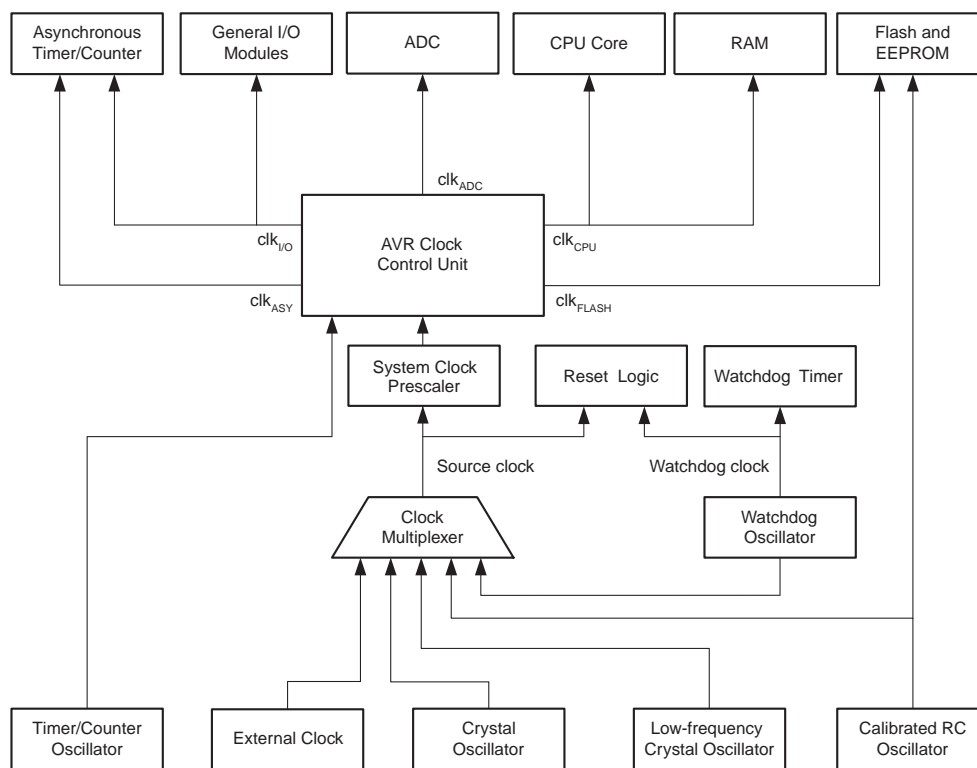 Asynchronous
Timer/Counter
General I/O
Modules
ADC
CPU Core
RAM
Flash and
EEPROM
clkADC
clkI/O
AVR Clock
Control Unit
clkCPU
clkASY
clkFLASH
System Clock
Prescaler
Reset Logic
Watchdog Timer
Source clock
Watchdog clock
Clock
Multiplexer
Watchdog
Oscillator
Timer/Counter
Oscillator
External Clock
Crystal
Oscillator
Low-frequency
Crystal Oscillator
Calibrated RC
Oscillator